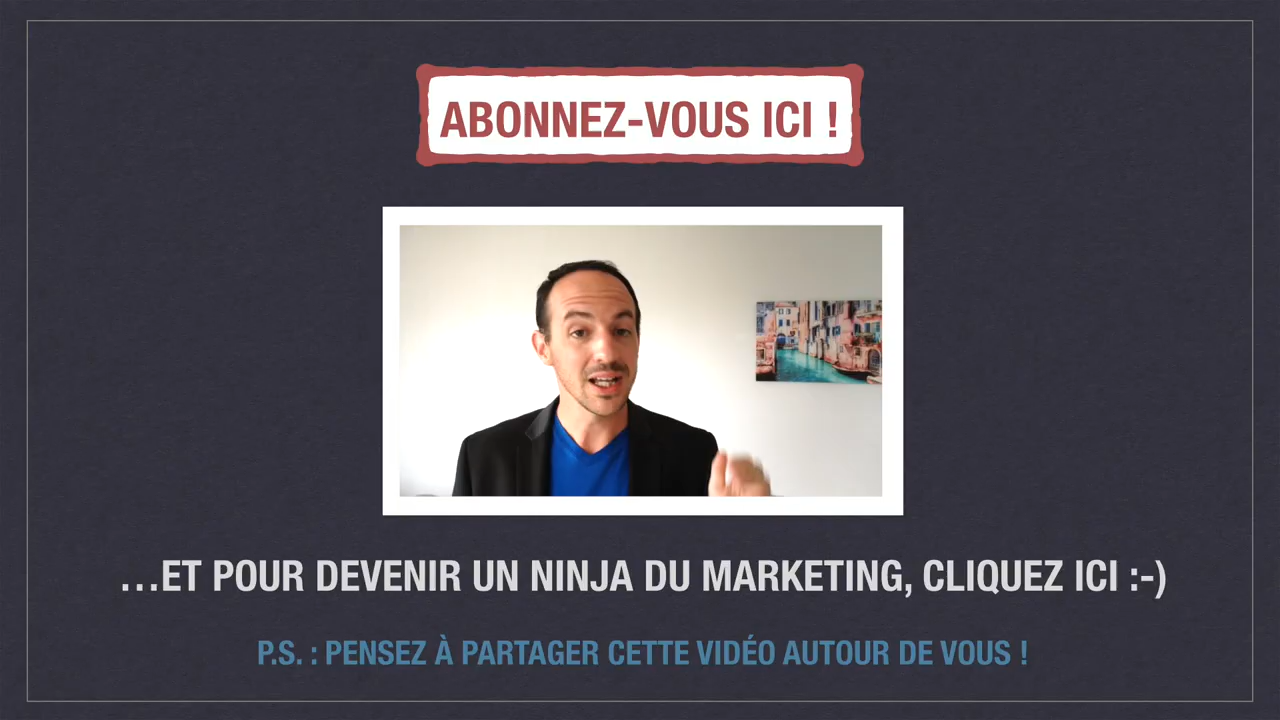 ABONNEZ-VOUS ICI !
...ET POUR DEVENIR UN NINJA DU MARKETING, CLIQUEZ ICI :-)
P.S. : PENSEZ À PARTAGER CETTE VIDÉO AUTOUR DE VOUS !